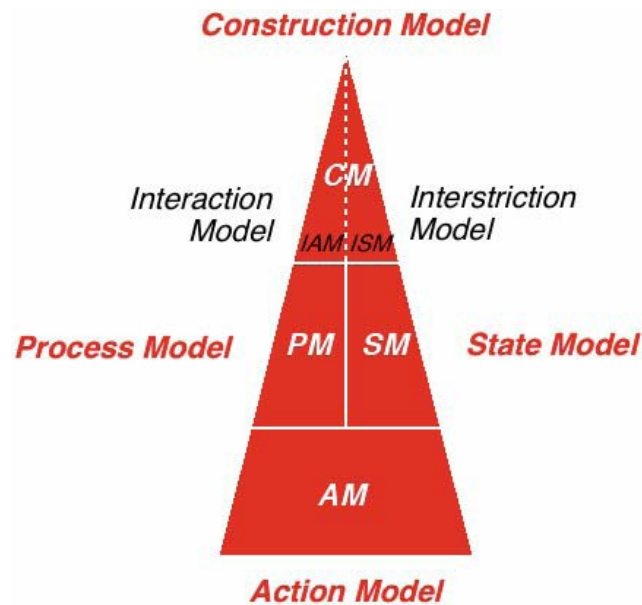 Construction Model
CM
Interaction
Model
Interstriction
Model
IAM ISM
Process Model
PM
SM
State Model
AM
Action Model